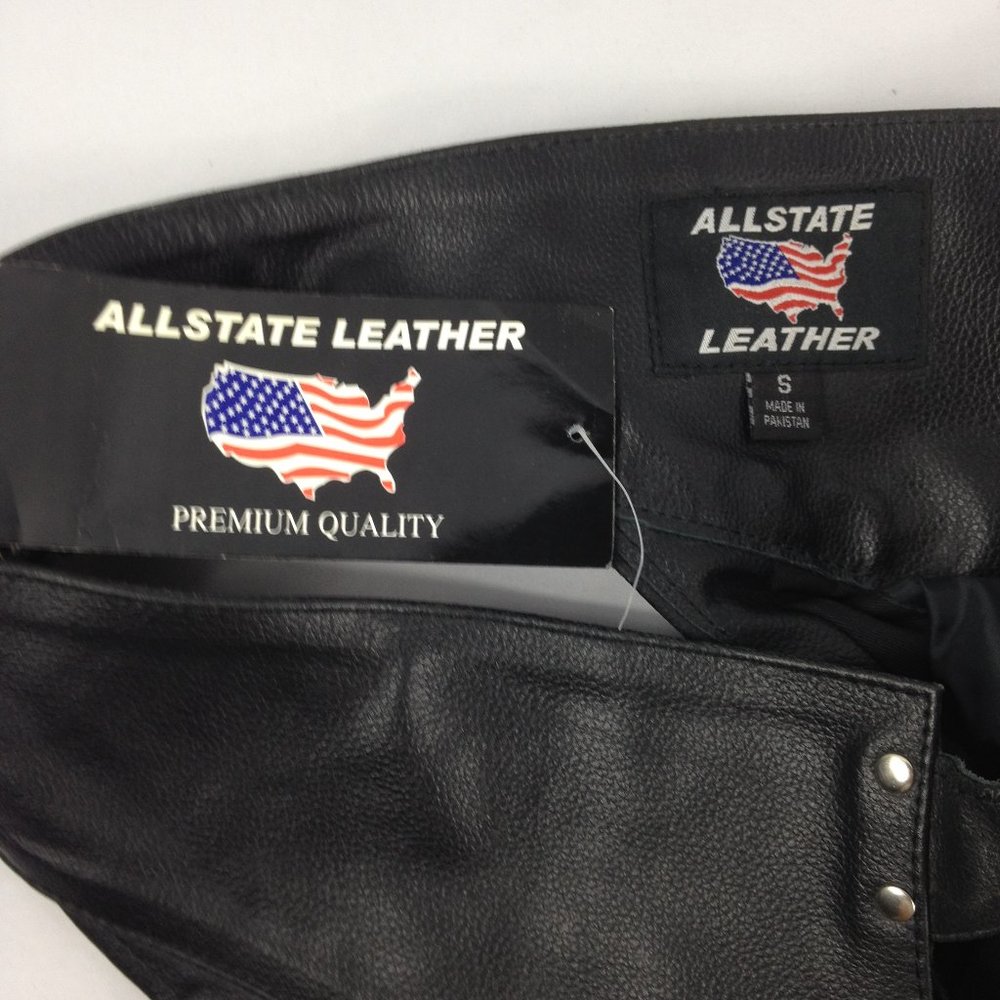 ALLSTATE LEATHER
PREMIUM QUALITY
ALLSTATE
LEATHER
S
MADE IN
PAKISTAN